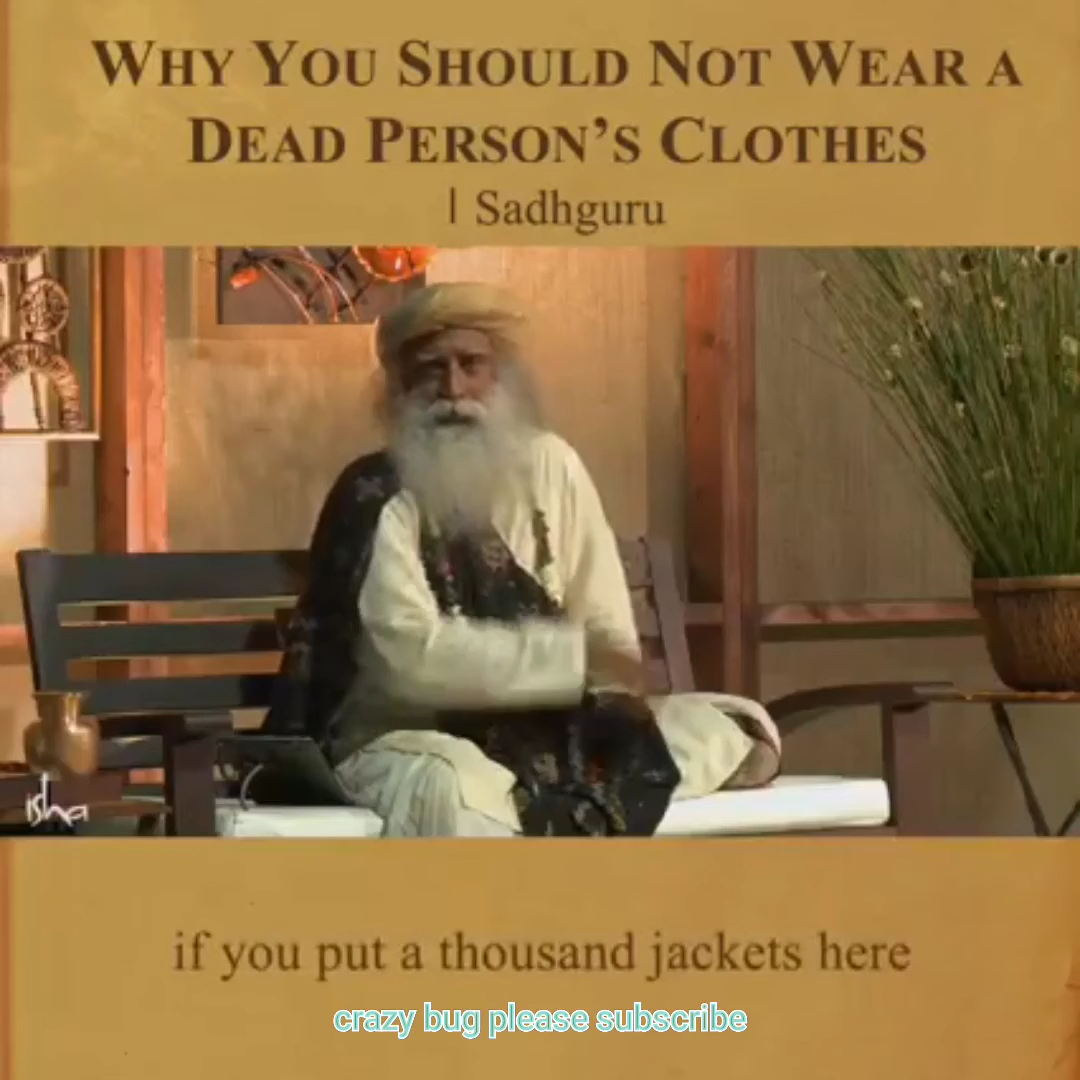 WHY YOU SHOULD NOT WEAR A
DEAD PERSON'S CLOTHES
| Sadhguru
isha
if you put a thousand jackets here
crazy bug please subscribe